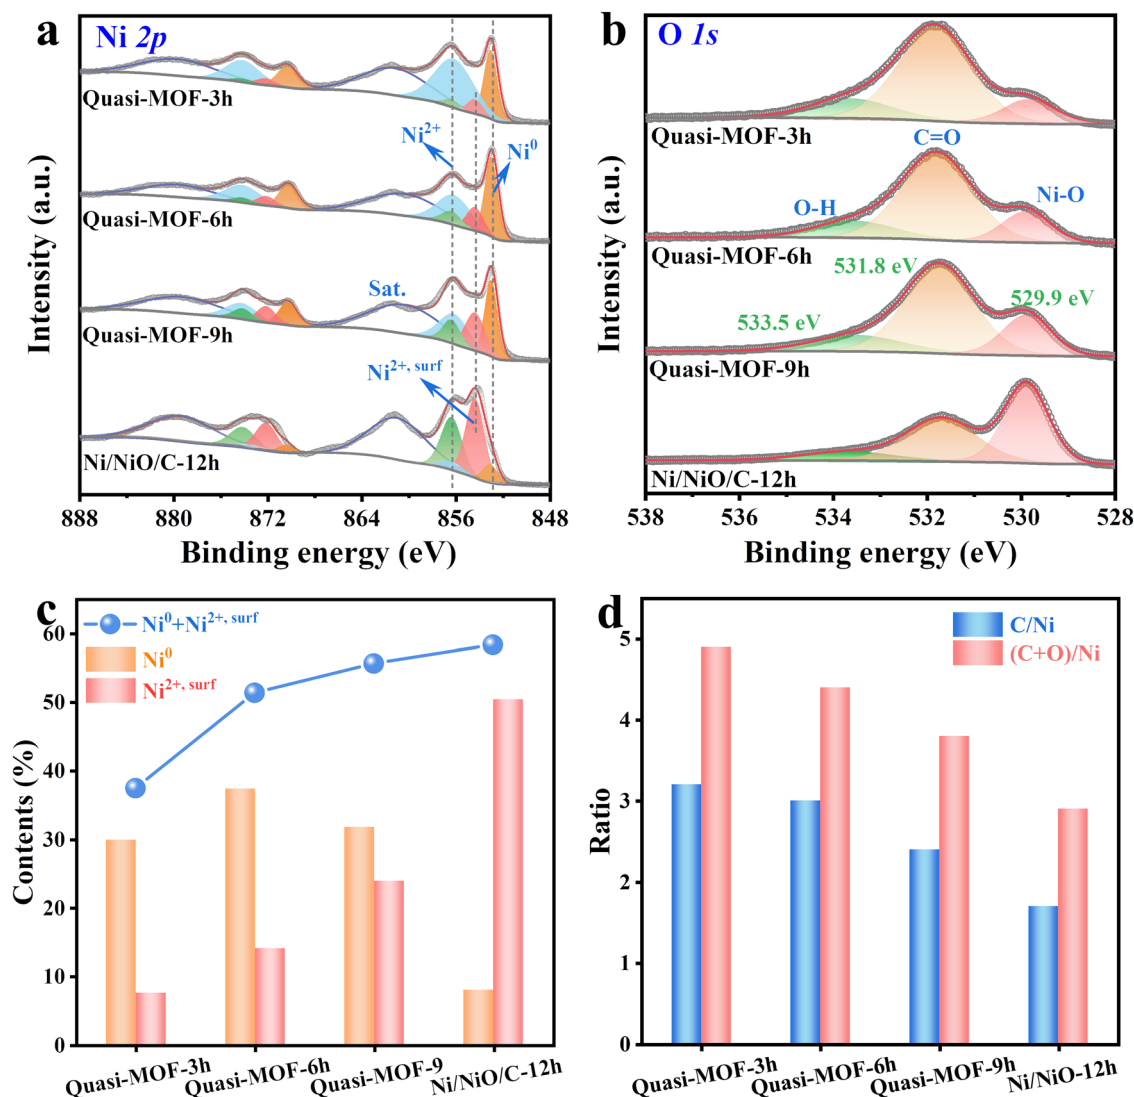 a
Ni 2p
Quasi-MOF-3h
Ni2+
Ni0
Quasi-MOF-6h
Sat.
Quasi-MOF-9h
Ni2+, surf
Ni/NiO/C-12h
Intensity (a.u.)
888 880 872 864 856 848
Binding energy (eV)
b
O 1s
Quasi-MOF-3h
C=O
O-H
Ni-O
Quasi-MOF-6h
531.8 eV
529.9 eV
533.5 eV
Quasi-MOF-9h
Ni/NiO/C-12h
Intensity (a.u.)
538 536 534 532 530 528
Binding energy (eV)
c
Ni0+Ni2+, surf
Ni0
Ni2+, surf
Contents (%)
60
50
40
30
20
10
0
Quasi-MOF-3h Quasi-MOF-6h Quasi-MOF-9 Ni/NiO/C-12h
d
C/Ni
(C+O)/Ni
Ratio
5
4
3
2
1
0
Quasi-MOF-3h Quasi-MOF-6h Quasi-MOF-9h Ni/NiO-12h